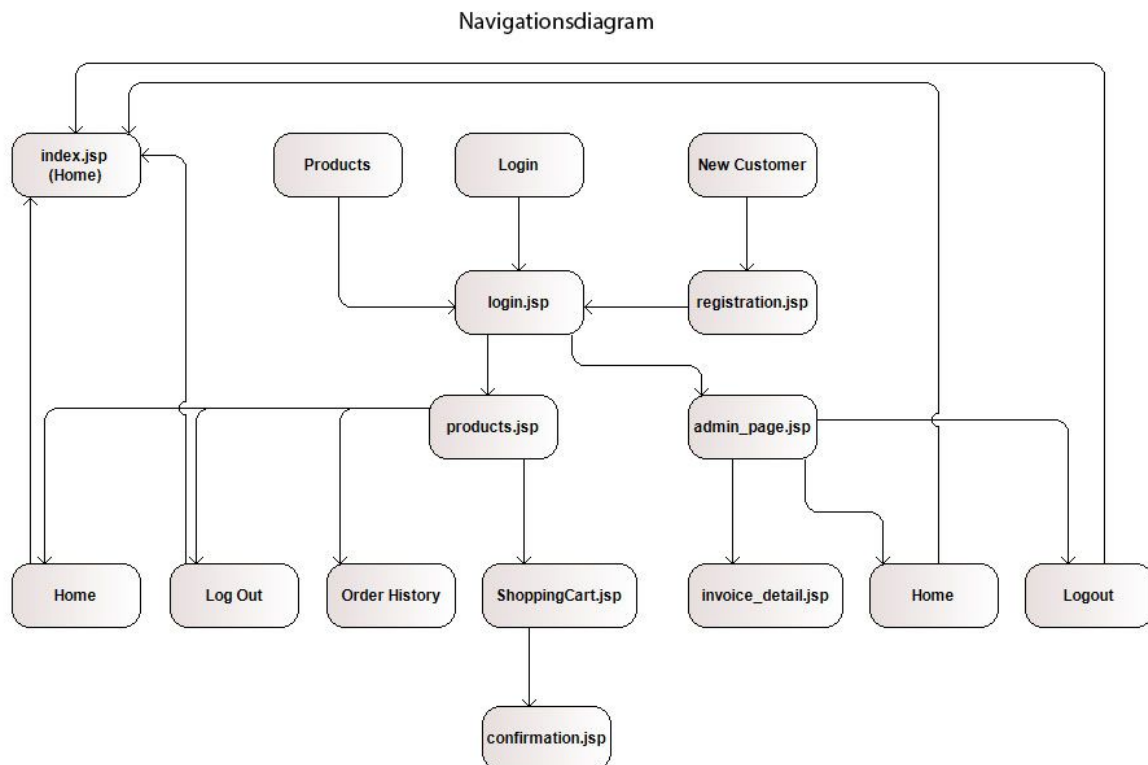 Navigationsdiagram
index.jsp
(Home)
Products
Login
New Customer
login.jsp
registration.jsp
products.jsp
admin_page.jsp
Home
Log Out
Order History
ShoppingCart.jsp
invoice_detail.jsp
Home
Logout
confirmation.jsp